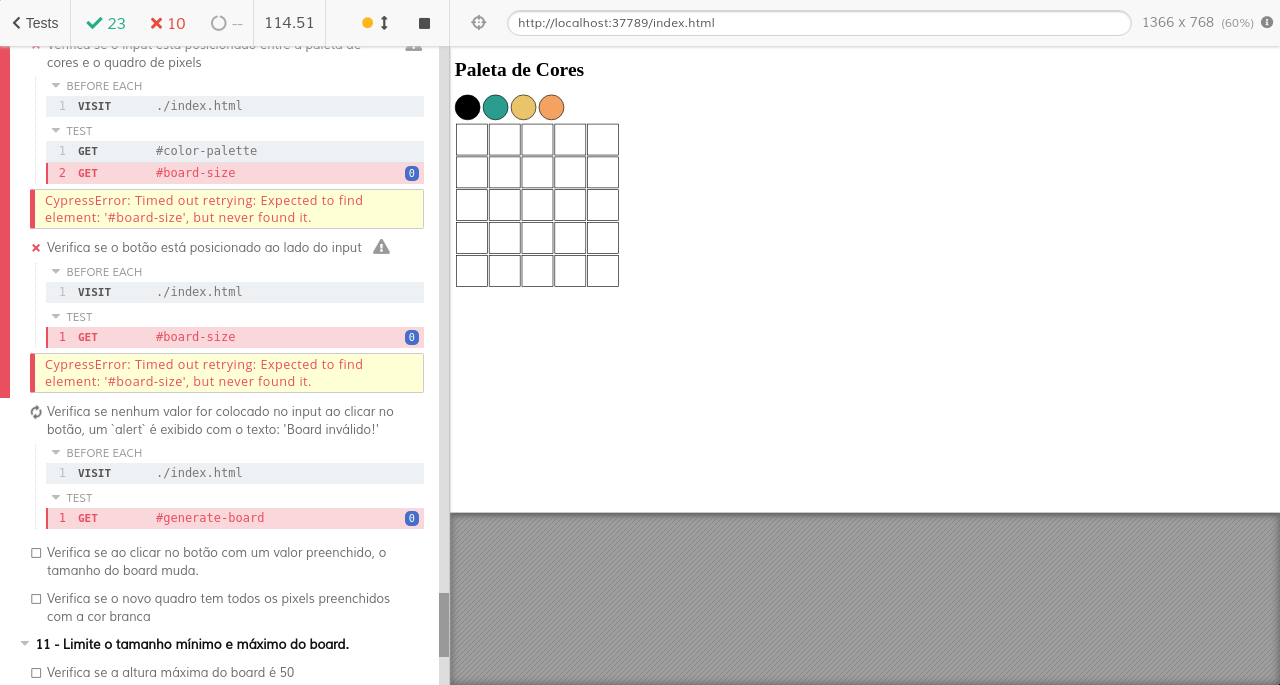 Tests 23 10 -- 114.51
http://localhost:37789/index.html 1366 x 768 (60%)
Verifica se o input está posicionado entre a paleta de
cores e o quadro de pixels
BEFORE EACH
1 VISIT ./index.html
TEST
1 GET #color-palette
2 GET #board-size 0
CypressError: Timed out retrying: Expected to find
element: '#board-size', but never found it.
Verifica se o botão está posicionado ao lado do input
BEFORE EACH
1 VISIT ./index.html
TEST
1 GET #board-size 0
CypressError: Timed out retrying: Expected to find
element: '#board-size', but never found it.
Verifica se nenhum valor for colocado no input ao clicar no
botão, um `alert` é exibido com o texto: 'Board inválido!'
BEFORE EACH
1 VISIT ./index.html
TEST
1 GET #generate-board 0
Verifica se ao clicar no botão com um valor preenchido, o
tamanho do board muda.
Verifica se o novo quadro tem todos os pixels preenchidos
com a cor branca
11 - Limite o tamanho mínimo e máximo do board.
Verifica se a altura máxima do board é 50
Paleta de Cores